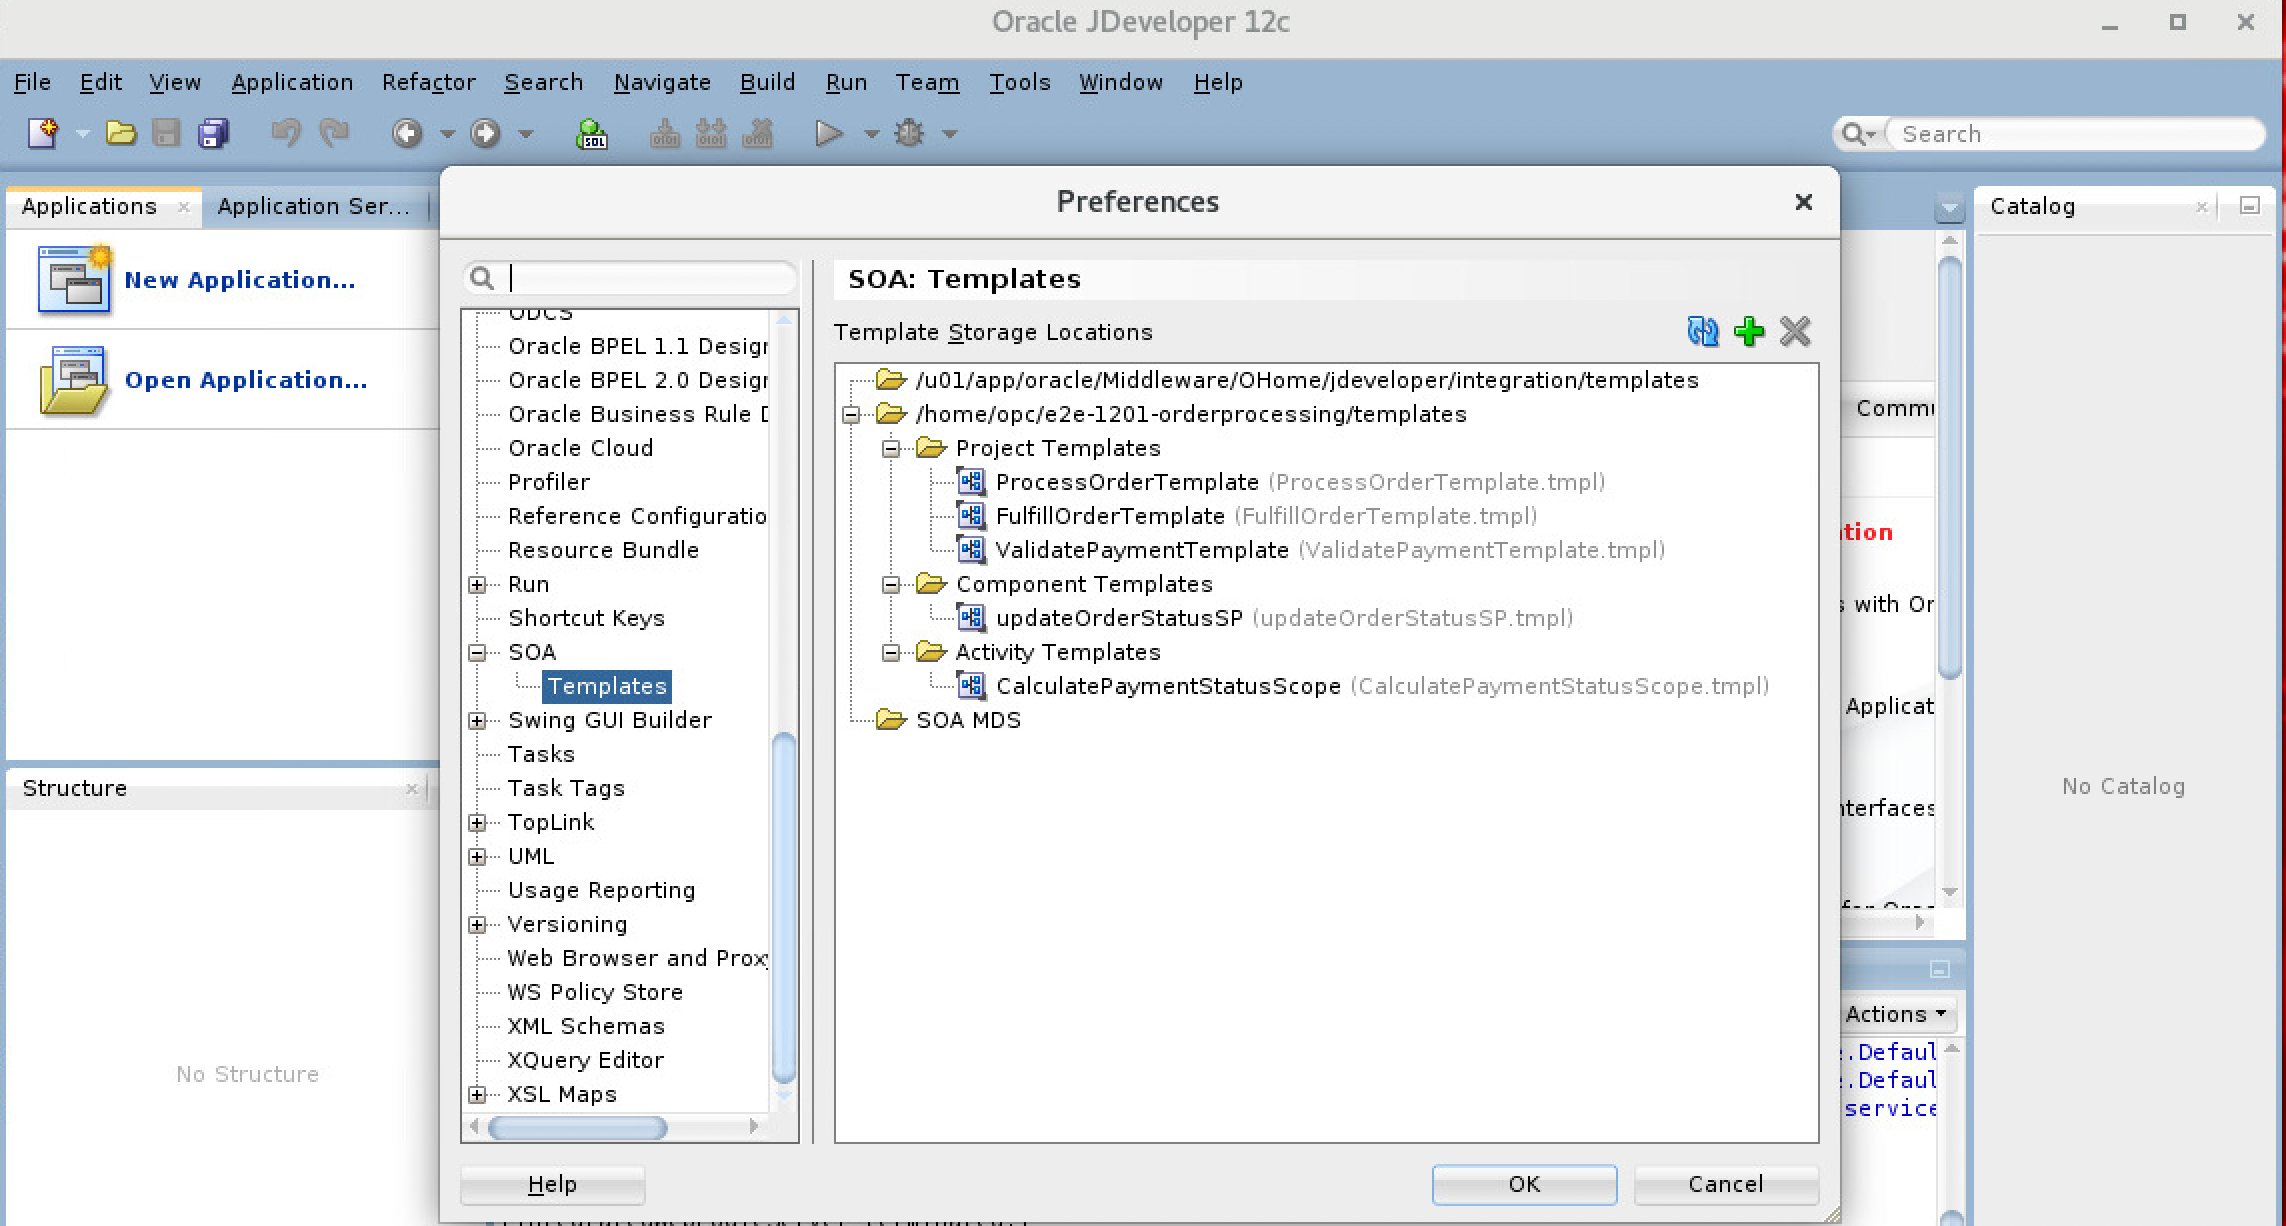 Oracle JDeveloper 12c
File Edit View Application Refactor Search Navigate Build Run Team Tools Window Help
SQL
Search
Applications
Application Ser...
New Application...
Open Application...
Structure
No Structure
Preferences
ODCS
Oracle BPEL 1.1 Desig
Oracle BPEL 2.0 Desig
Oracle Business Rule
Oracle Cloud
Profiler
Reference Configuratio
Resource Bundle
Run
Shortcut Keys
SOA
Templates
Swing GUI Builder
Tasks
Task Tags
TopLink
UML
Usage Reporting
Versioning
Web Browser and Prox
WS Policy Store
XML Schemas
XQuery Editor
XSL Maps
SOA: Templates
Template Storage Locations
/u01/app/oracle/Middleware/OHome/jdeveloper/integration/templates
/home/opc/e2e-1201-orderprocessing/templates
Project Templates
ProcessOrderTemplate (ProcessOrderTemplate.tmpl)
FulfillOrderTemplate (FulfillOrderTemplate.tmpl)
ValidatePaymentTemplate (ValidatePaymentTemplate.tmpl)
Component Templates
updateOrderStatusSP (updateOrderStatusSP.tmpl)
Activity Templates
CalculatePaymentStatusScope (CalculatePaymentStatusScope.tmpl)
SOA MDS
Help
OK
Cancel
Commu
tion
s with Or
Applicat
nterfaces
Actions
.Defaul
.Defaul
service
Catalog
No Catalog